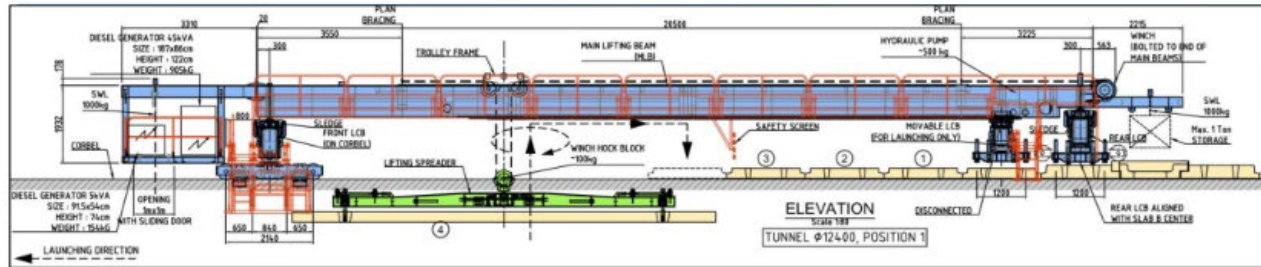 3310
20
26500
2215
PLAN
BRACING
PLAN
BRACING
DIESEL GENERATOR 45kVA
SIZE : 187x86cm
HEIGHT : 122cm
WEIGHT : 905kG
3550
3225
300
300
563
WINCH
(BOLTED TO END OF
MAIN BEAMS)
TROLLEY FRAME
MAIN LIFTING BEAM
(MLB)
HYDRAULIC PUMP
~500 kg
SWL
1000kg
1932
800
SLEDGE
FRONT LCB
(ON CORBEL)
SAFETY SCREEN
MOVABLE LCB
(FOR LAUNCHING ONLY)
SLEDGE
REAR LCB
SWL
1000kg
Max. 1 Ton
STORAGE
CORBEL
LIFTING SPREADER
WINCH HOCK BLOCK
~100kg
3
2
1
DIESEL GENERATOR 5kVA
SIZE : 91.5x54cm
HEIGHT : 74cm
WEIGHT : 154kG
OPENING
1mx1m
WITH SLIDING DOOR
1200
1200
DISCONNECTED
REAR LCB ALIGNED
WITH SLAB B CENTER
650
840
650
2140
4
ELEVATION
Scale 1:80
TUNNEL Ø12400, POSITION 1
LAUNCHING DIRECTION